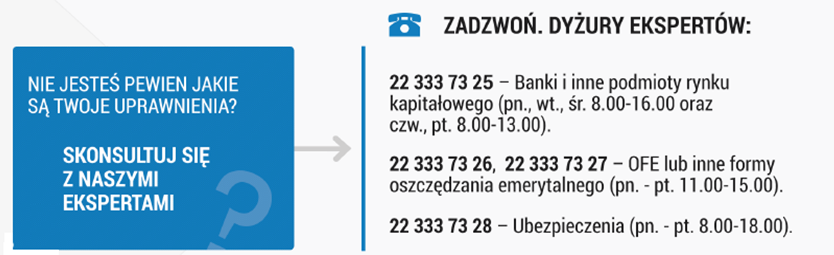 NIE JESTEŚ PEWIEN JAKIE
SĄ TWOJE UPRAWNIENIA?
SKONSULTUJ SIĘ
Z NASZYMI
EKSPERTAMI
?
ZADZWOŃ. DYŻURY EKSPERTÓW:
22 333 73 25 – Banki i inne podmioty rynku
kapitałowego (pn., wt., śr. 8.00-16.00 oraz
czw., pt. 8.00-13.00).
22 333 73 26, 22 333 73 27 – OFE lub inne formy
oszczędzania emerytalnego (pn. - pt. 11.00-15.00).
22 333 73 28 – Ubezpieczenia (pn. - pt. 8.00-18.00).